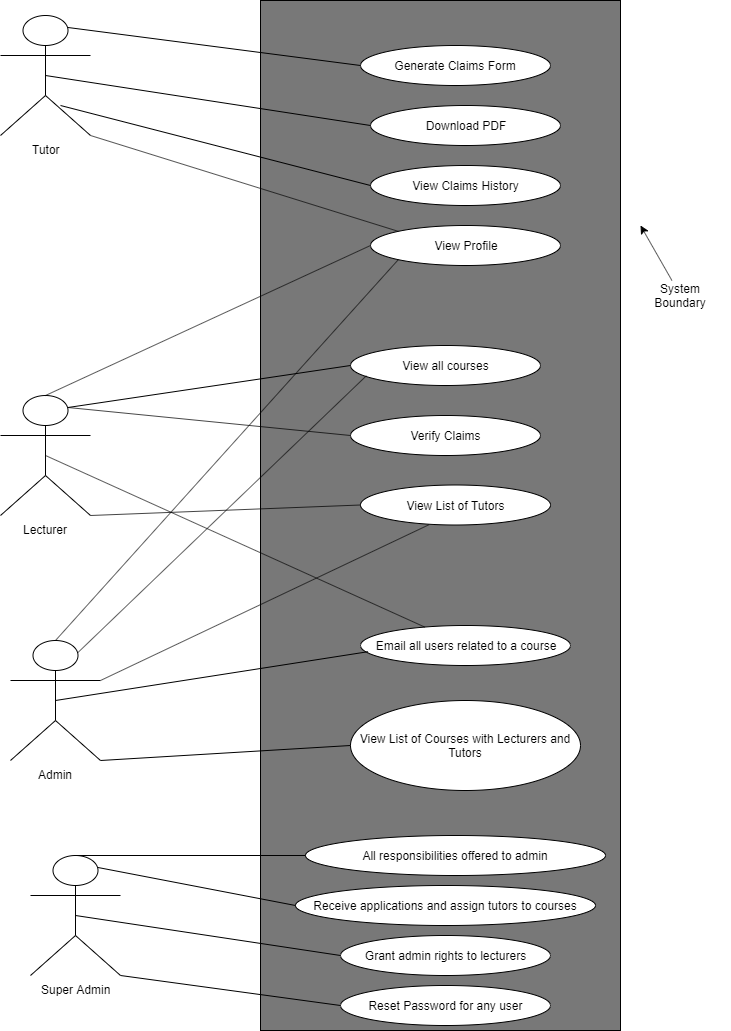 Generate Claims Form
Download PDF
Tutor
View Claims History
View Profile
System
Boundary
View all courses
Verify Claims
View List of Tutors
Lecturer
Email all users related to a course
View List of Courses with Lecturers and
Tutors
Admin
All responsibilities offered to admin
Receive applications and assign tutors to courses
Grant admin rights to lecturers
Super Admin
Reset Password for any user